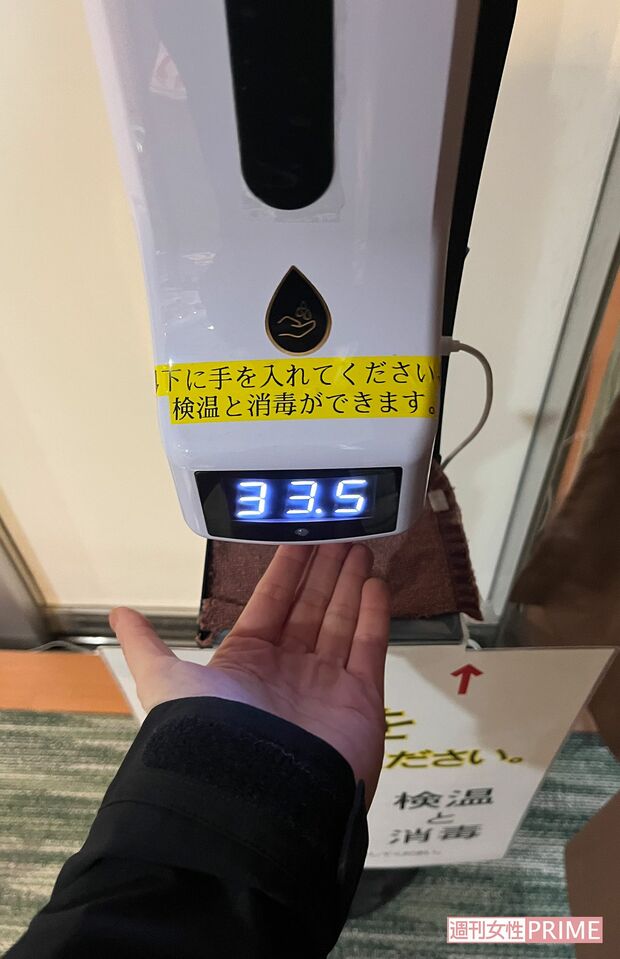 下に手を入れてください
検温と消毒ができます。
33.5
ださい。
検温
と
消毒
週刊女性PRIME